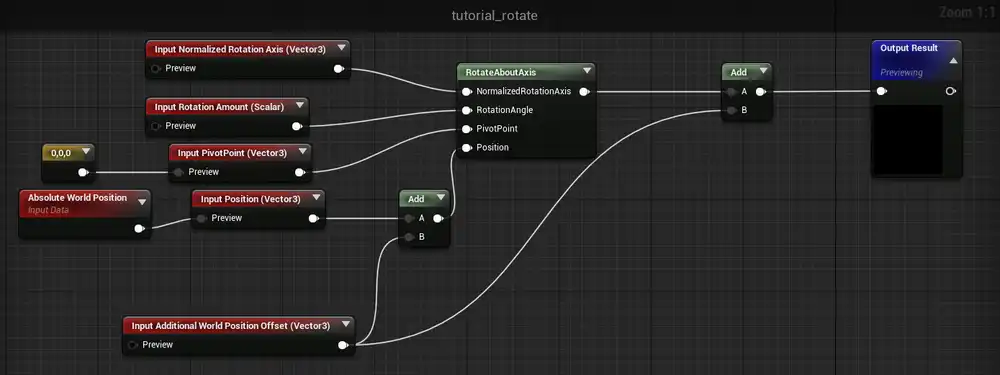 tutorial_rotate
Zoom 1:1
Input Normalized Rotation Axis (Vector3)
Preview
Input Rotation Amount (Scalar)
Preview
0,0,0
Input PivotPoint (Vector3)
Preview
Absolute World Position
Input Data
Input Position (Vector3)
Preview
Add
A
B
Input Additional World Position Offset (Vector3)
Preview
RotateAboutAxis
NormalizedRotationAxis
RotationAngle
PivotPoint
Position
Add
A
B
Output Result
Previewing